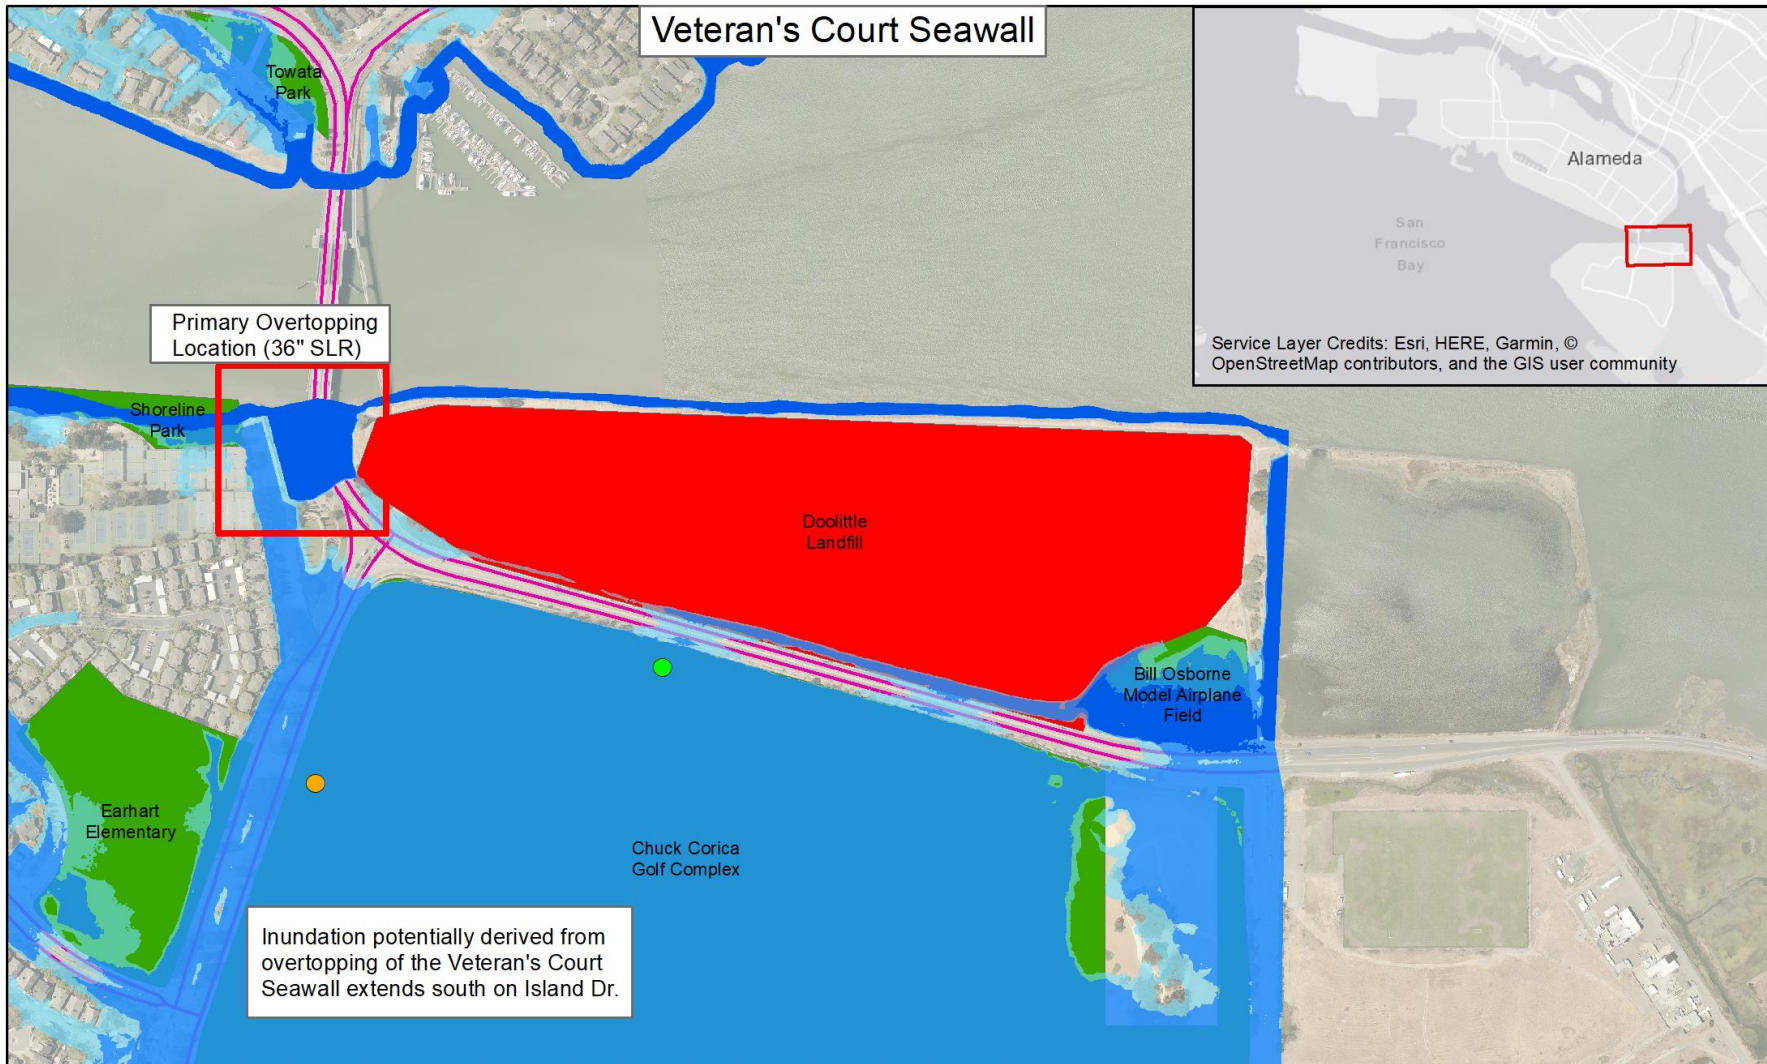 Veteran's Court Seawall
Towata
Park
Alameda
San
Francisco
Bay
Service Layer Credits: Esri, HERE, Garmin, ©
OpenStreetMap contributors, and the GIS user community
Primary Overtopping
Location (36" SLR)
Shoreline
Park
Doolittle
Landfill
Bill Osborne
Model Airplane
Field
Earhart
Elementary
Chuck Corica
Golf Complex
Inundation potentially derived from
overtopping of the Veteran's Court
Seawall extends south on Island Dr.